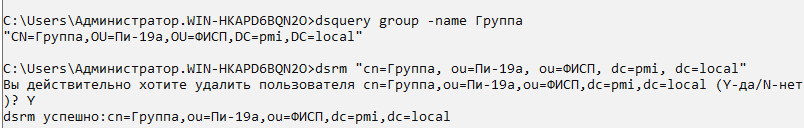 C:\Users\Администратор.WIN-HKAPD6BQN2O>dsquery group -name Группа
"CN=Группа,OU=Пи-19а,OU=ФИСП,DC=pmi,DC=local"
C:\Users\Администратор.WIN-HKAPD6BQN2O>dsrm "cn=Группа, ou=Пи-19а, ou=ФИСП, dc=pmi, dc=local"
Вы действительно хотите удалить пользователя cn=Группа,ou=Пи-19а,ou=ФИСП,dc=pmi,dc=local (Y-да/N-нет
)? Y
dsrm успешно:cn=Группа,ou=Пи-19а,ou=ФИСП,dc=pmi,dc=local